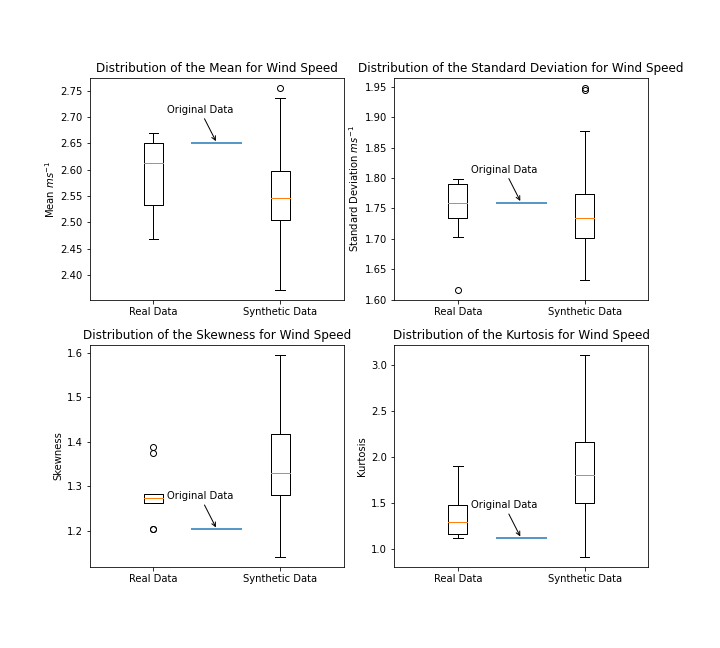 Distribution of the Mean for Wind Speed
Mean ms⁻¹
2.75
2.70
2.65
2.60
2.55
2.50
2.45
2.40
Original Data
Real Data
Synthetic Data
Distribution of the Standard Deviation for Wind Speed
Standard Deviation ms⁻¹
1.95
1.90
1.85
1.80
1.75
1.70
1.65
1.60
Original Data
Real Data
Synthetic Data
Distribution of the Skewness for Wind Speed
Skewness
1.6
1.5
1.4
1.3
1.2
Original Data
Real Data
Synthetic Data
Distribution of the Kurtosis for Wind Speed
Kurtosis
3.0
2.5
2.0
1.5
1.0
Original Data
Real Data
Synthetic Data